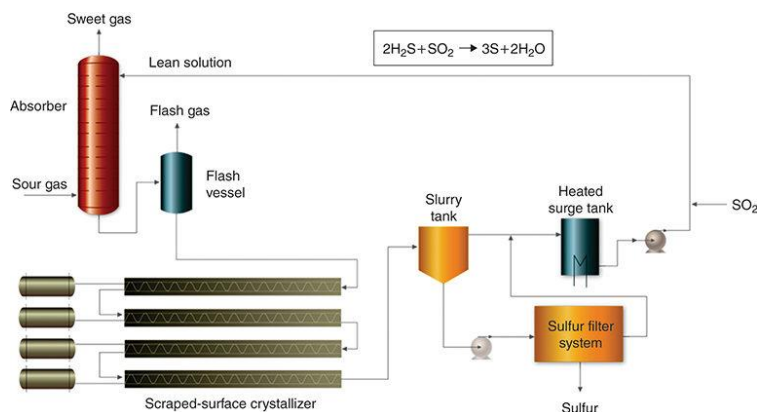 Sweet gas
2H₂S+SO₂ → 3S+2H₂O
Lean solution
Absorber
Flash gas
Sour gas
Flash
vessel
Slurry
tank
Heated
surge tank
SO₂
Sulfur filter
system
Scraped-surface crystallizer
Sulfur